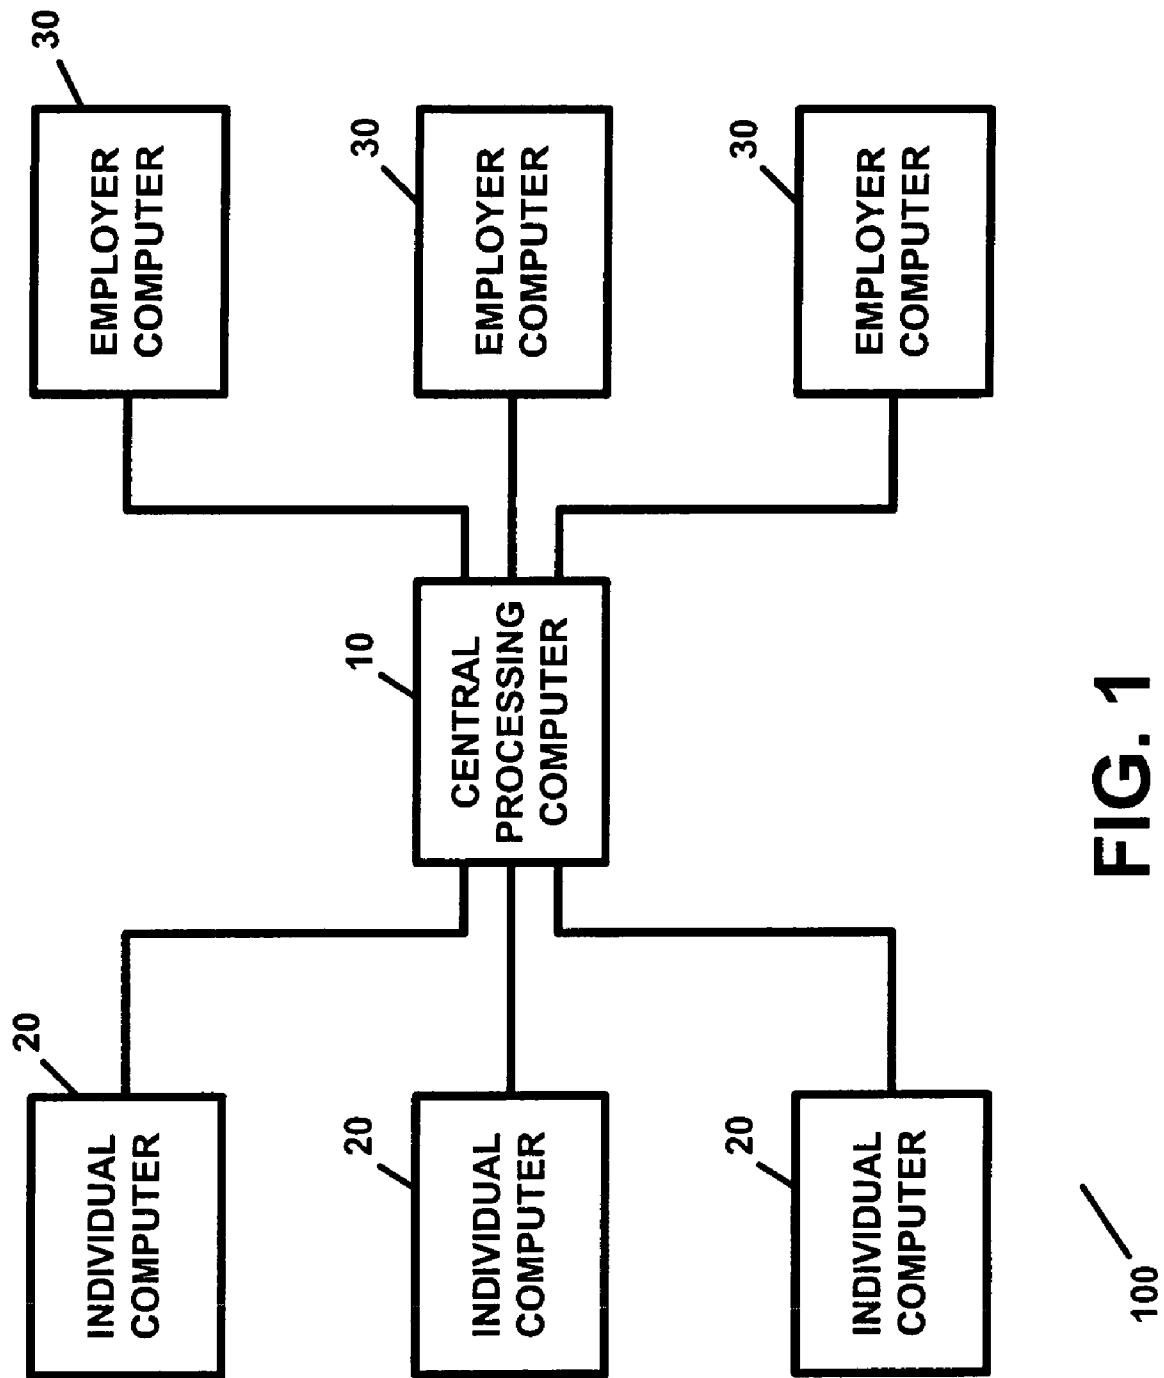 20
INDIVIDUAL
COMPUTER
20
INDIVIDUAL
COMPUTER
20
INDIVIDUAL
COMPUTER
10
CENTRAL
PROCESSING
COMPUTER
30
EMPLOYER
COMPUTER
30
EMPLOYER
COMPUTER
30
EMPLOYER
COMPUTER
100
FIG. 1